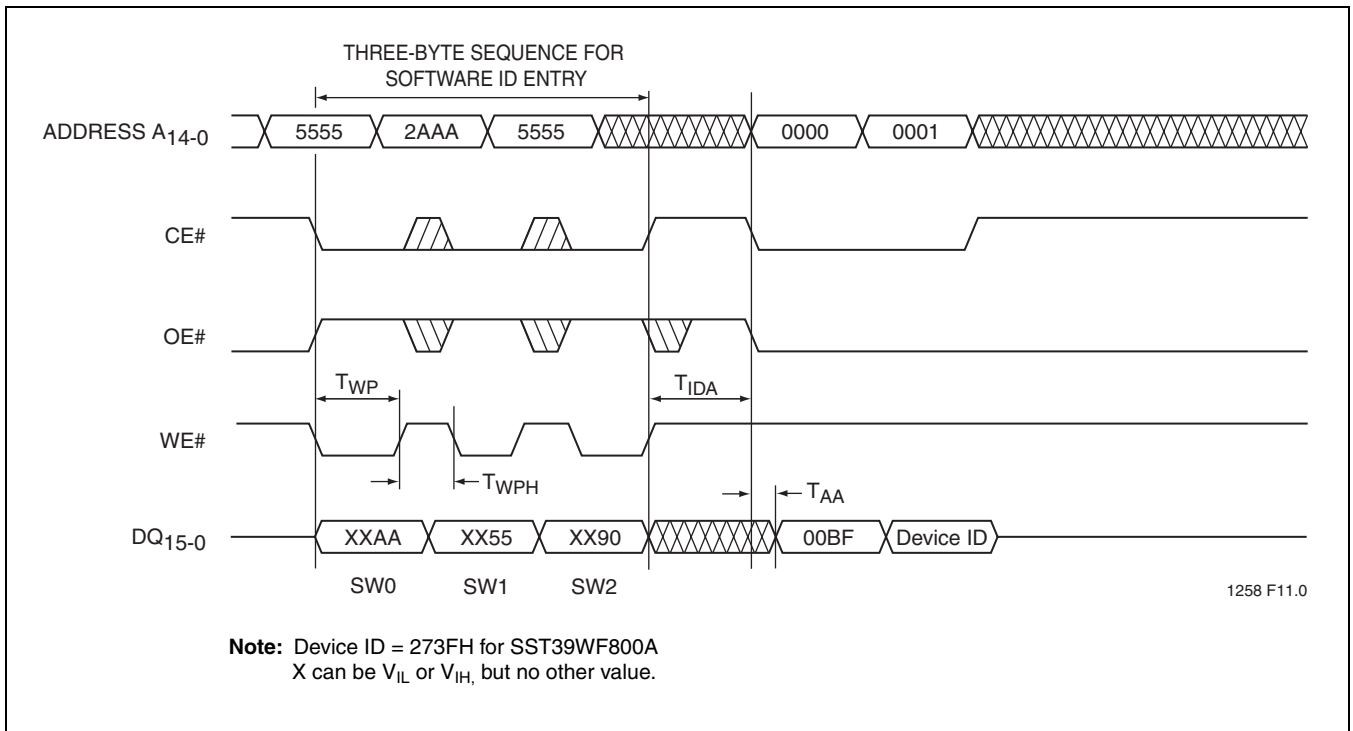 THREE-BYTE SEQUENCE FOR
SOFTWARE ID ENTRY
ADDRESS A14-0
5555 2AAA 5555 0000 0001
CE#
OE#
TWP TIDA
WE#
TWPH TAA
DQ15-0 XXAA XX55 XX90 00BF Device ID
SW0 SW1 SW2
1258 F11.0
Note: Device ID = 273FH for SST39WF800A
X can be VIL or VIH, but no other value.